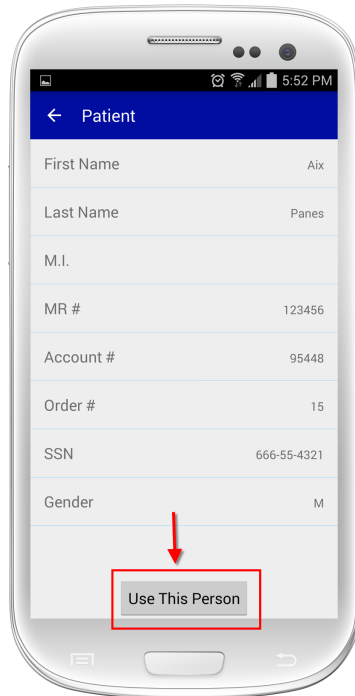 5:52 PM
Patient
First Name Aix
Last Name Panes
M.I.
MR # 123456
Account # 95448
Order # 15
SSN 666-55-4321
Gender M
Use This Person